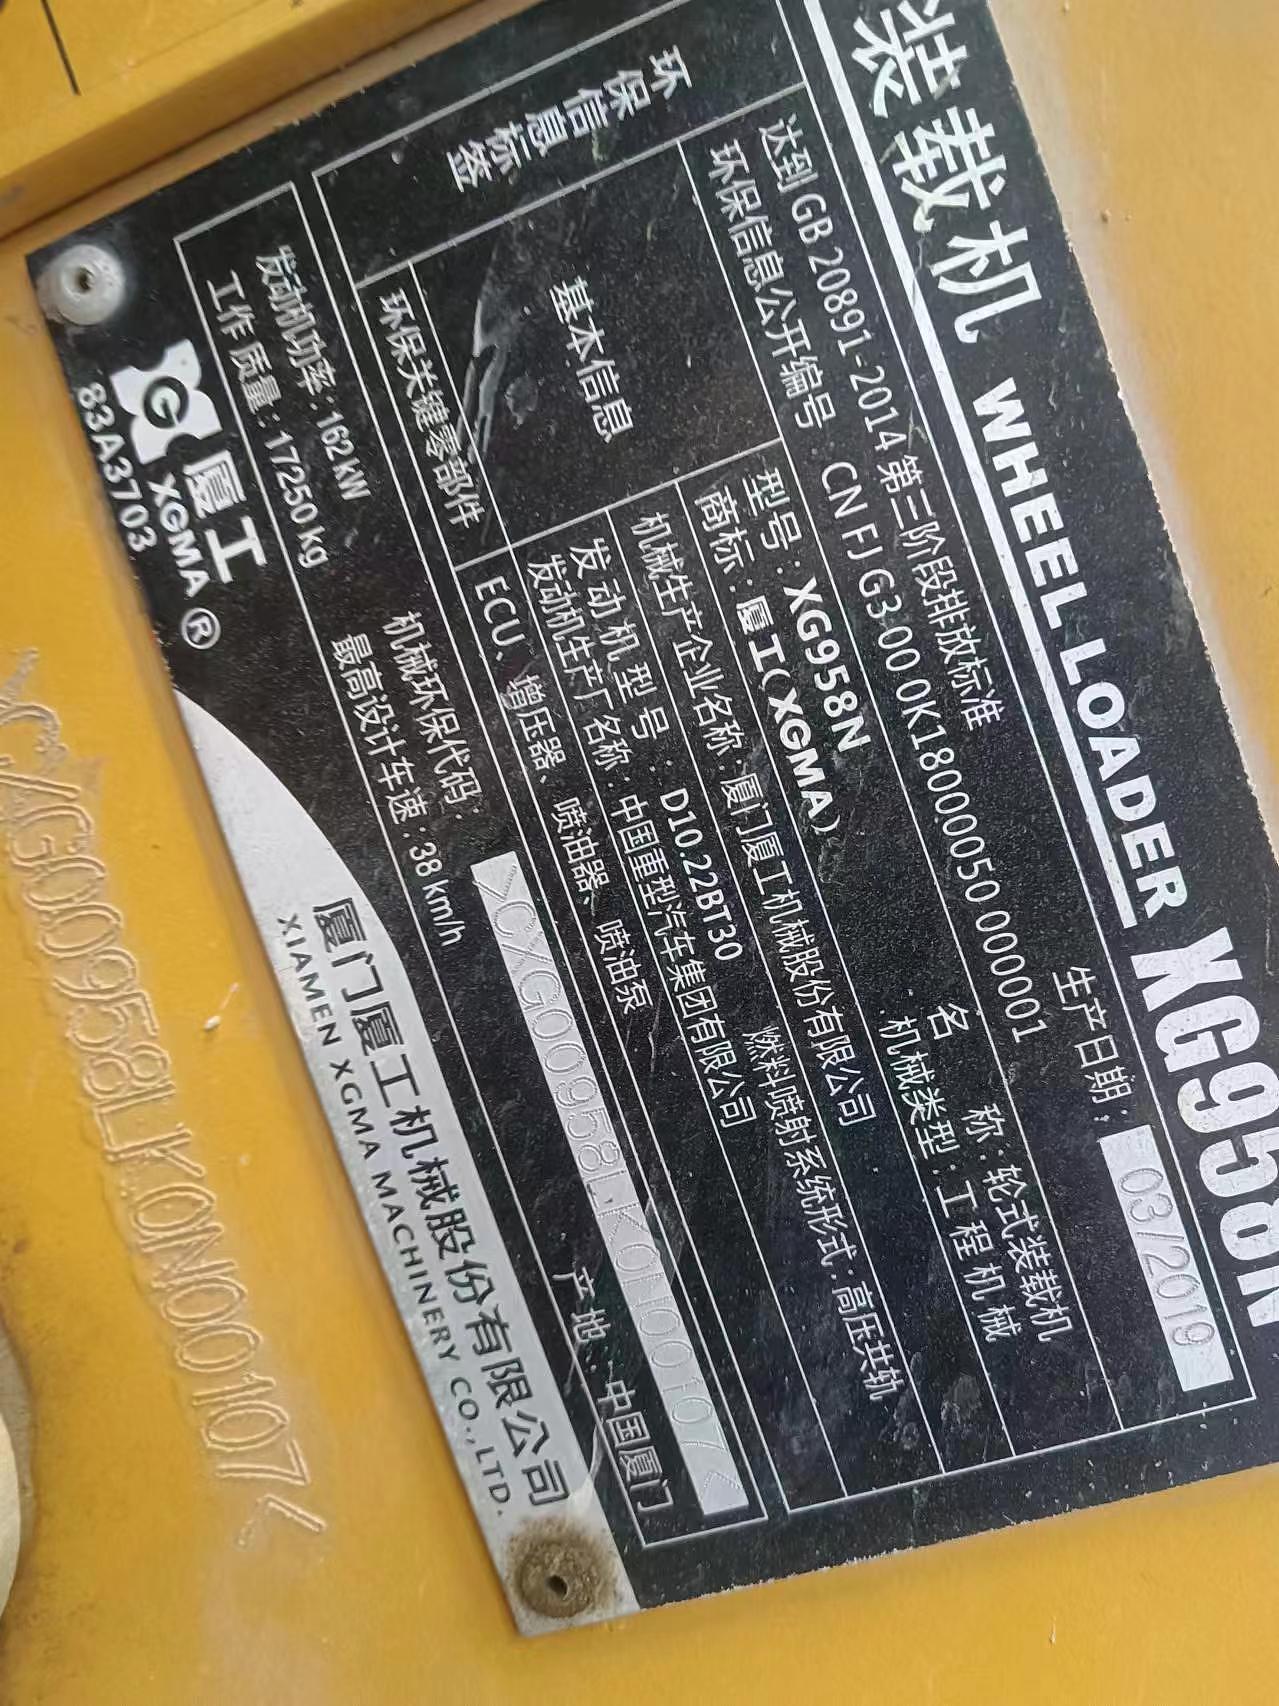 装载机 WHEEL LOADER XG958N
生产日期: 03/2019
达到GB 20891-2014 第三阶段排放标准
环保信息公开编号 CN FJ G3 00 0K18000050 000001
环保信息标签
基本信息
型号: XG958N 名称: 轮式装载机
商标: 厦工(XGMA) 机械类型: 工程机械
机械生产企业名称: 厦门厦工机械股份有限公司
发动机型号: D10.22BT30 燃料喷射系统形式: 高压共轨
发动机生产厂名称: 中国重型汽车集团有限公司
环保关键零部件 ECU、增压器、喷油器、喷油泵
发动机功率: 162kW 机械环保代码: >CXG00958LK0N00107<
工作质量: 17250kg 最高设计车速: 38km/h 产地: 中国厦门
厦工
XGMA ®
83A3703
厦门厦工机械股份有限公司
XIAMEN XGMA MACHINERY CO.,LTD.
>CXG00958LK0N00107<